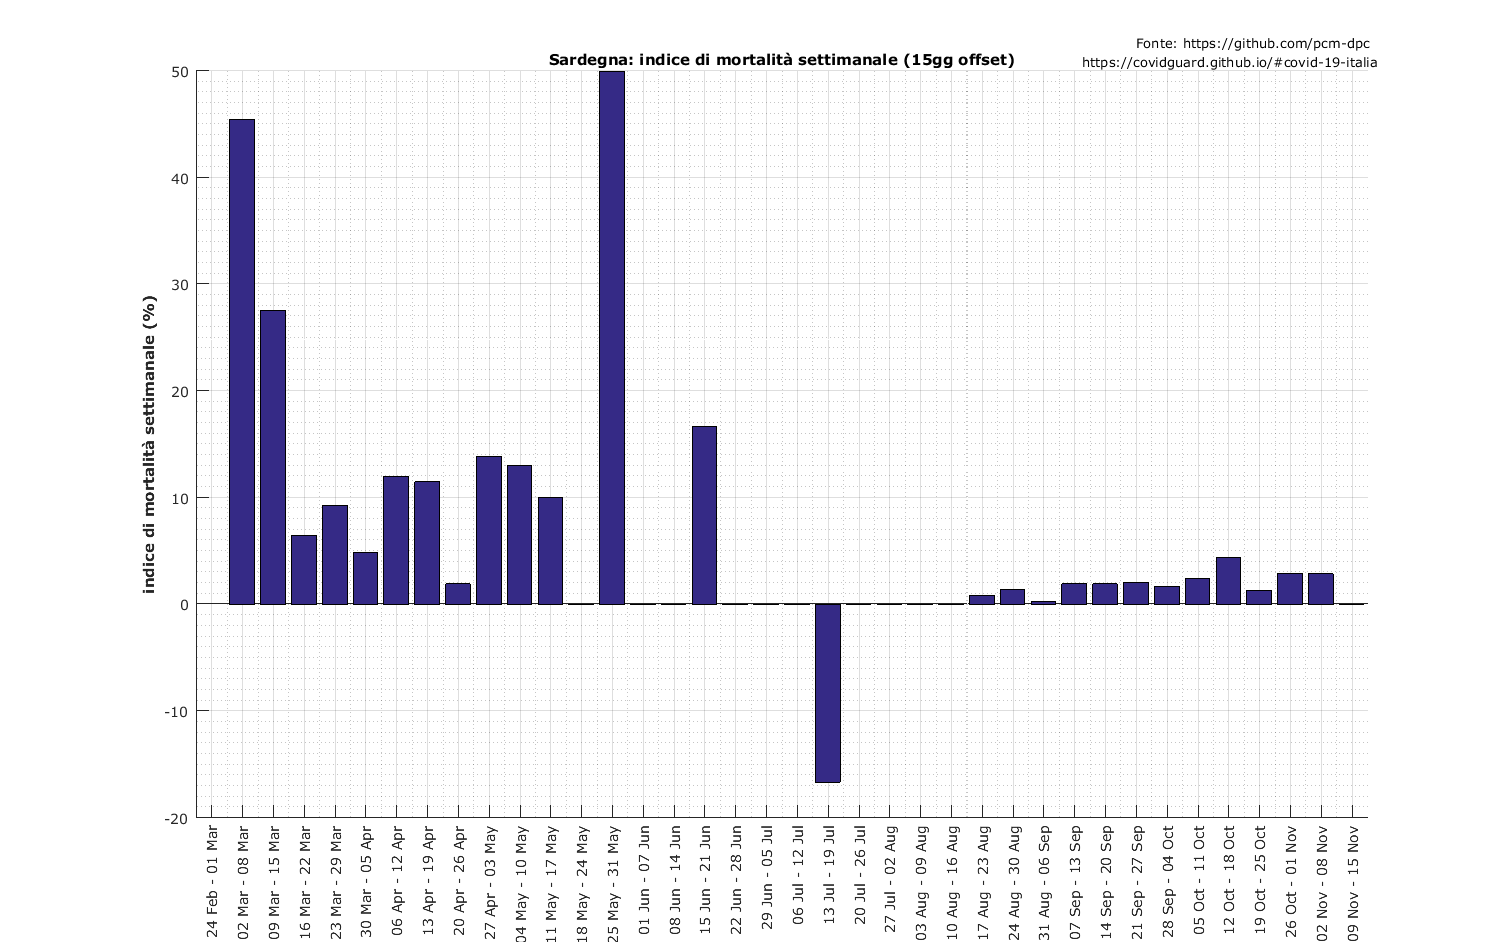 Fonte: https://github.com/pcm-dpc
https://covidguard.github.io/#covid-19-italia
Sardegna: indice di mortalità settimanale (15gg offset)
indice di mortalità settimanale (%)
50
40
30
20
10
0
-10
-20
24 Feb - 01 Mar
02 Mar - 08 Mar
09 Mar - 15 Mar
16 Mar - 22 Mar
23 Mar - 29 Mar
30 Mar - 05 Apr
06 Apr - 12 Apr
13 Apr - 19 Apr
20 Apr - 26 Apr
27 Apr - 03 May
04 May - 10 May
11 May - 17 May
18 May - 24 May
25 May - 31 May
01 Jun - 07 Jun
08 Jun - 14 Jun
15 Jun - 21 Jun
22 Jun - 28 Jun
29 Jun - 05 Jul
06 Jul - 12 Jul
13 Jul - 19 Jul
20 Jul - 26 Jul
27 Jul - 02 Aug
03 Aug - 09 Aug
10 Aug - 16 Aug
17 Aug - 23 Aug
24 Aug - 30 Aug
31 Aug - 06 Sep
07 Sep - 13 Sep
14 Sep - 20 Sep
21 Sep - 27 Sep
28 Sep - 04 Oct
05 Oct - 11 Oct
12 Oct - 18 Oct
19 Oct - 25 Oct
26 Oct - 01 Nov
02 Nov - 08 Nov
09 Nov - 15 Nov